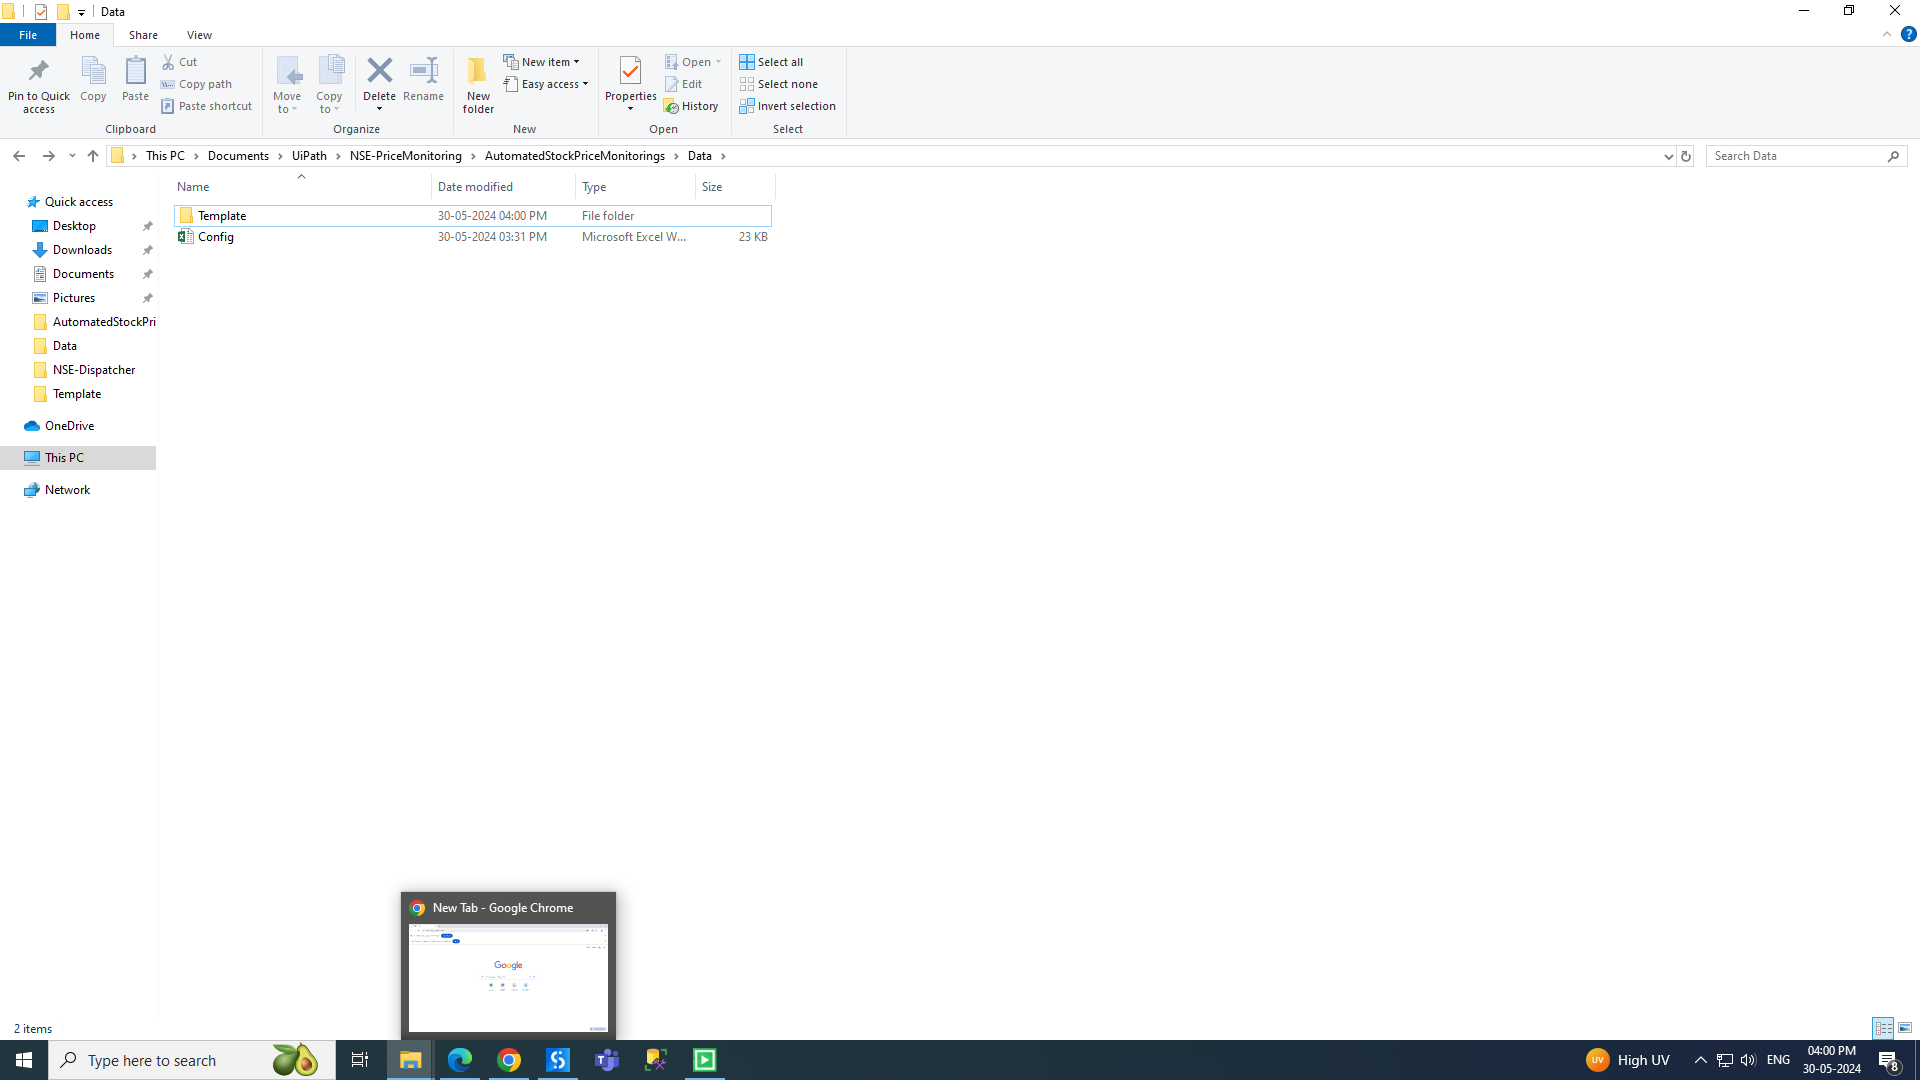 Data
File
Home
Share
View
Pin to Quick access
Copy
Paste
Cut
Copy path
Paste shortcut
Clipboard
Move to
Copy to
Delete
Rename
Organize
New folder
New item
Easy access
New
Properties
Open
Edit
History
Open
Select all
Select none
Invert selection
Select
This PC
Documents
UiPath
NSE-PriceMonitoring
AutomatedStockPriceMonitorings
Data
Search Data
Name
Date modified
Type
Size
Template
30-05-2024 04:00 PM
File folder
Config
30-05-2024 03:31 PM
Microsoft Excel W...
23 KB
Quick access
Desktop
Downloads
Documents
Pictures
AutomatedStockPri
Data
NSE-Dispatcher
Template
OneDrive
This PC
Network
New Tab - Google Chrome
Google
2 items
Type here to search
UV
High UV
ENG
04:00 PM
30-05-2024
8